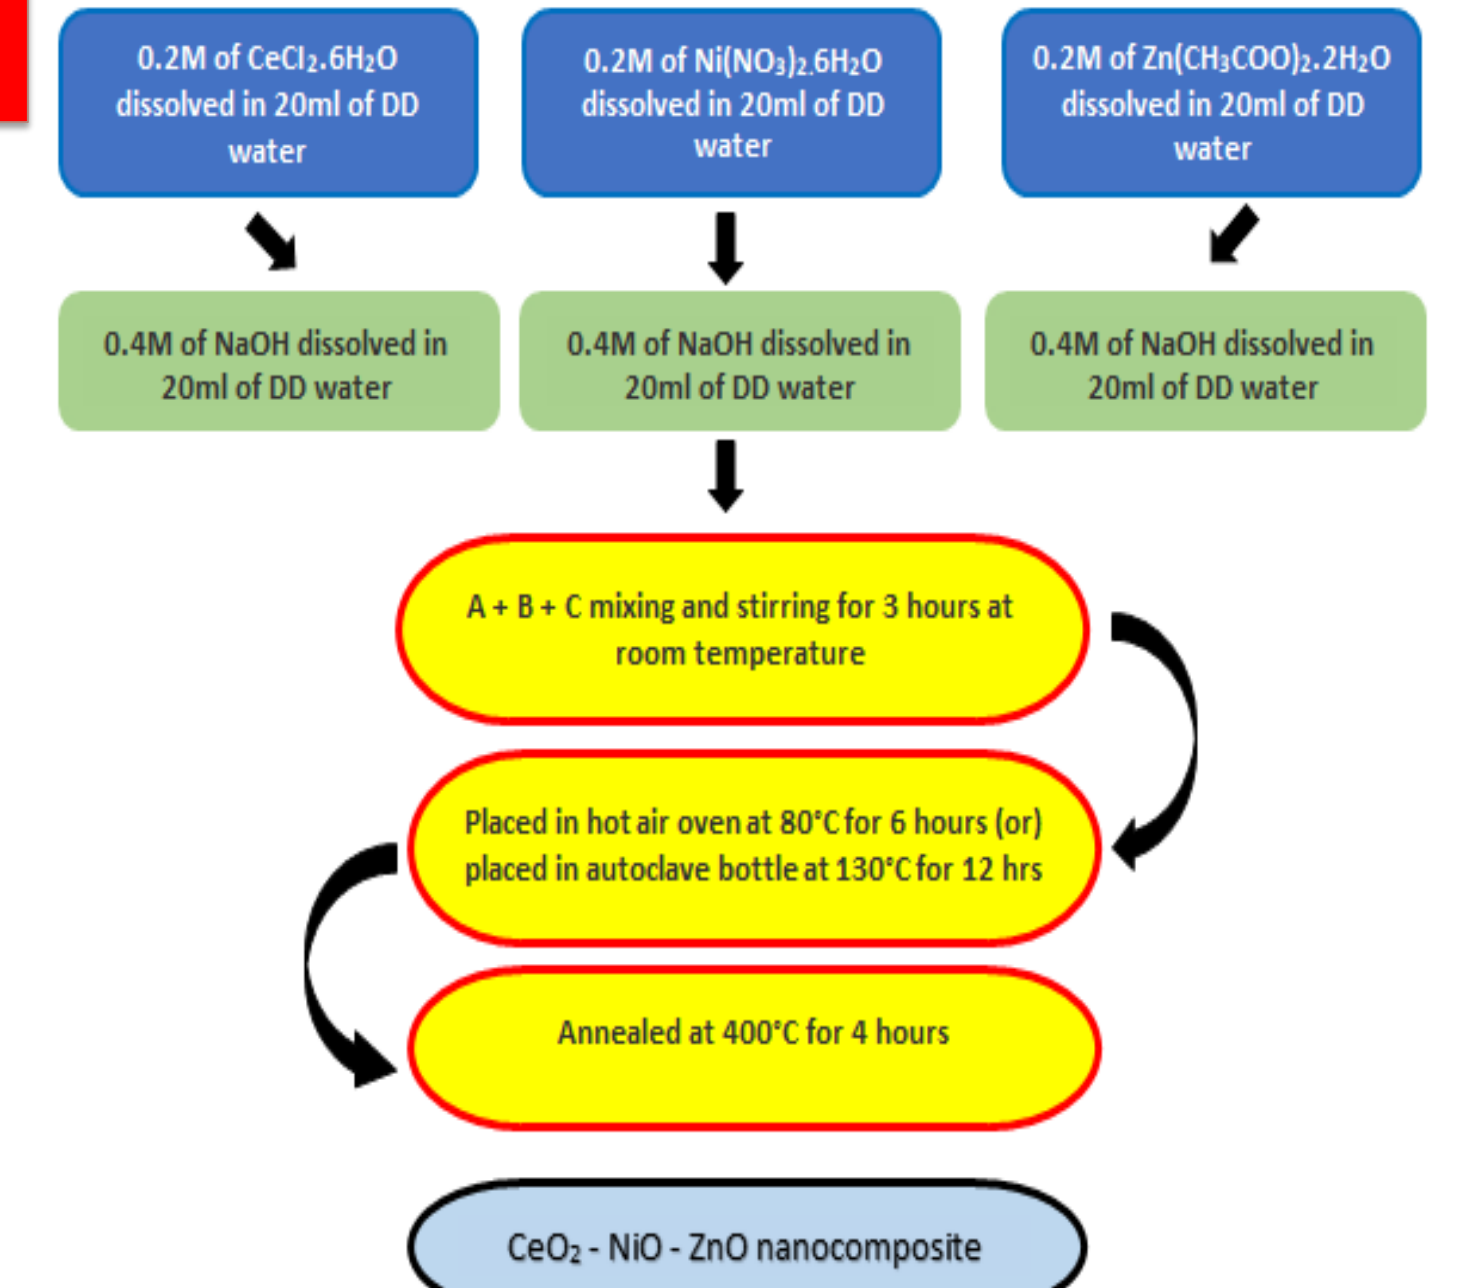 0.2M of CeCl₂.6H₂O
dissolved in 20ml of DD
water
0.2M of Ni(NO₃)₂.6H₂O
dissolved in 20ml of DD
water
0.2M of Zn(CH₃COO)₂.2H₂O
dissolved in 20ml of DD
water
0.4M of NaOH dissolved in
20ml of DD water
0.4M of NaOH dissolved in
20ml of DD water
0.4M of NaOH dissolved in
20ml of DD water
A + B + C mixing and stirring for 3 hours at
room temperature
Placed in hot air oven at 80°C for 6 hours (or)
placed in autoclave bottle at 130°C for 12 hrs
Annealed at 400°C for 4 hours
CeO₂ - NiO - ZnO nanocomposite